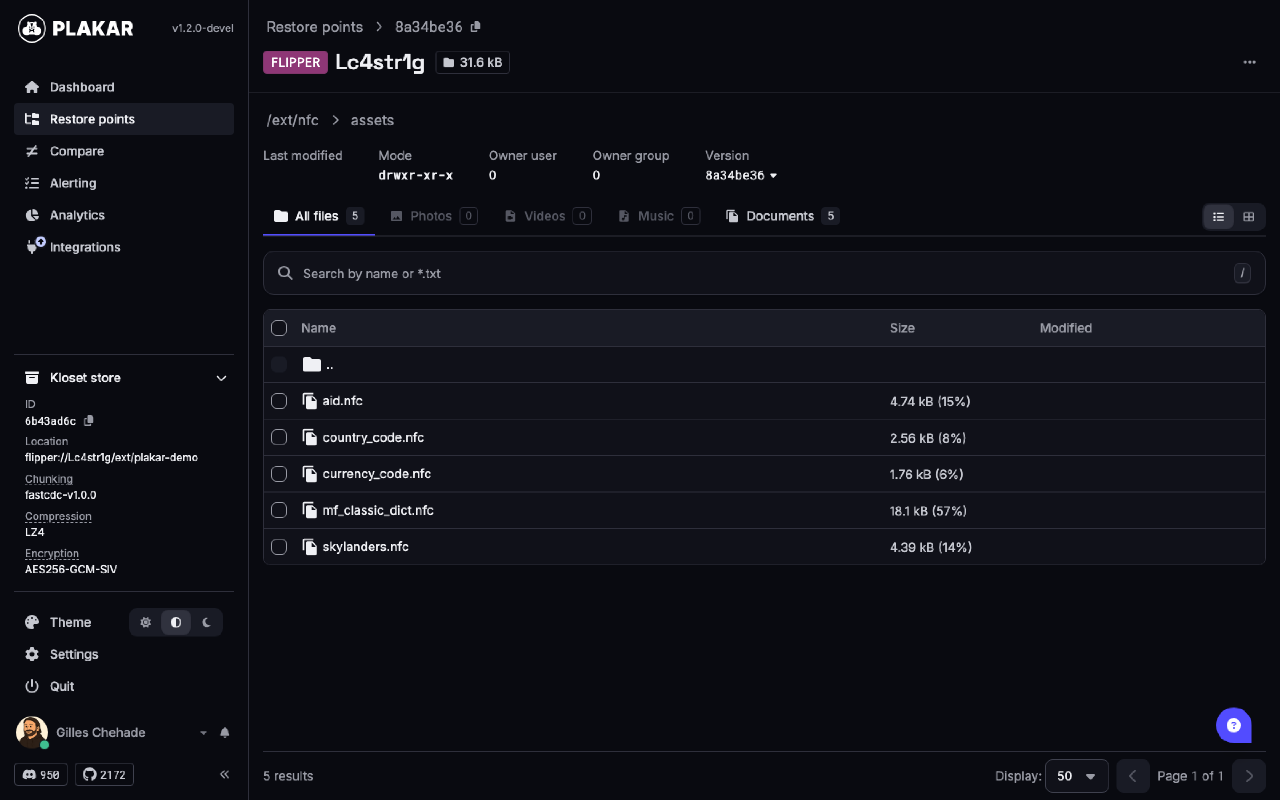 PLAKAR v1.2.0-devel
Dashboard
Restore points
Compare
Alerting
Analytics
Integrations
Kloset store
ID
6b43ad6c
Location
flipper://Lc4str1g/ext/plakar-demo
Chunking
fastcdc-v1.0.0
Compression
LZ4
Encryption
AES256-GCM-SIV
Theme
Settings
Quit
Gilles Chehade
950 2172
Restore points > 8a34be36
FLIPPER Lc4str1g 31.6 kB
/ext/nfc > assets
Last modified Mode Owner user Owner group Version
drwxr-xr-x 0 0 8a34be36
All files 5 Photos 0 Videos 0 Music 0 Documents 5
Search by name or *.txt /
Name Size Modified
..
aid.nfc 4.74 kB (15%)
country_code.nfc 2.56 kB (8%)
currency_code.nfc 1.76 kB (6%)
mf_classic_dict.nfc 18.1 kB (57%)
skylanders.nfc 4.39 kB (14%)
5 results Display: 50 Page 1 of 1